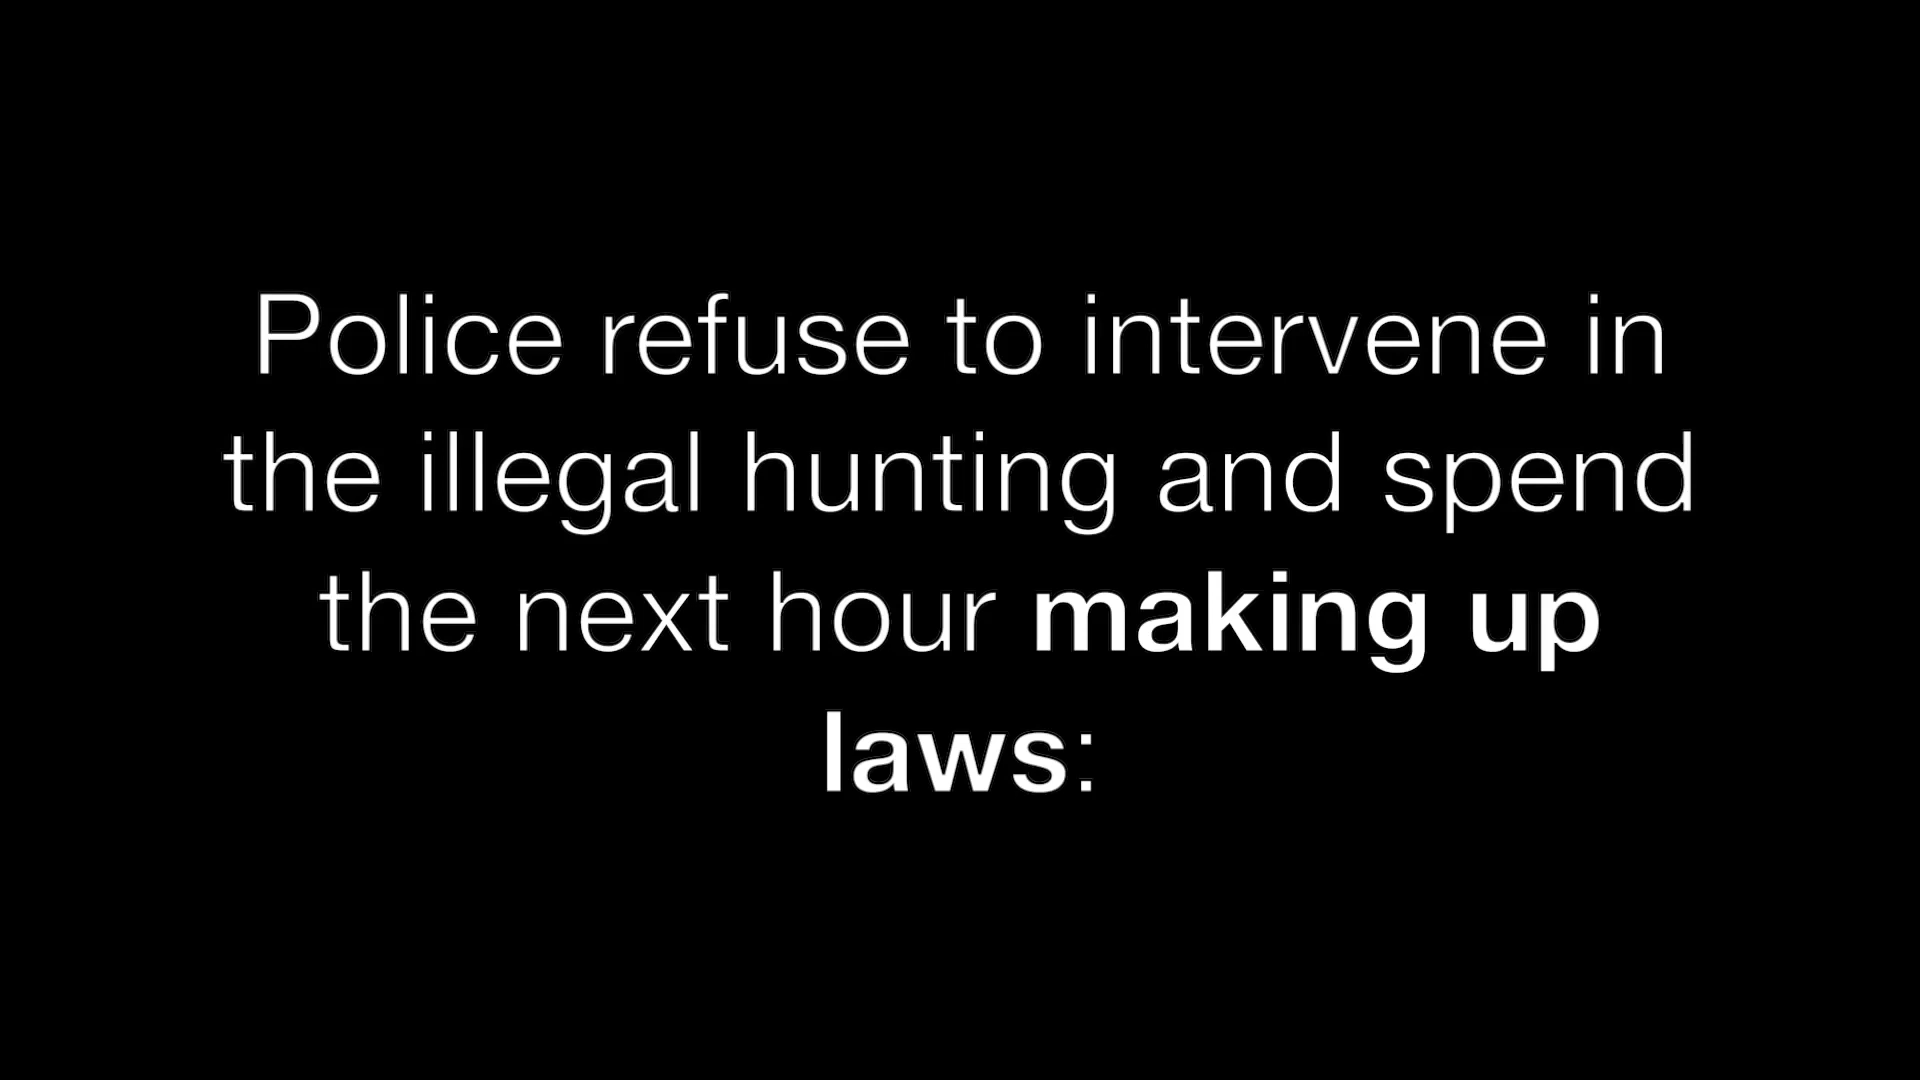 Police refuse to intervene in
the illegal hunting and spend
the next hour making up
laws: